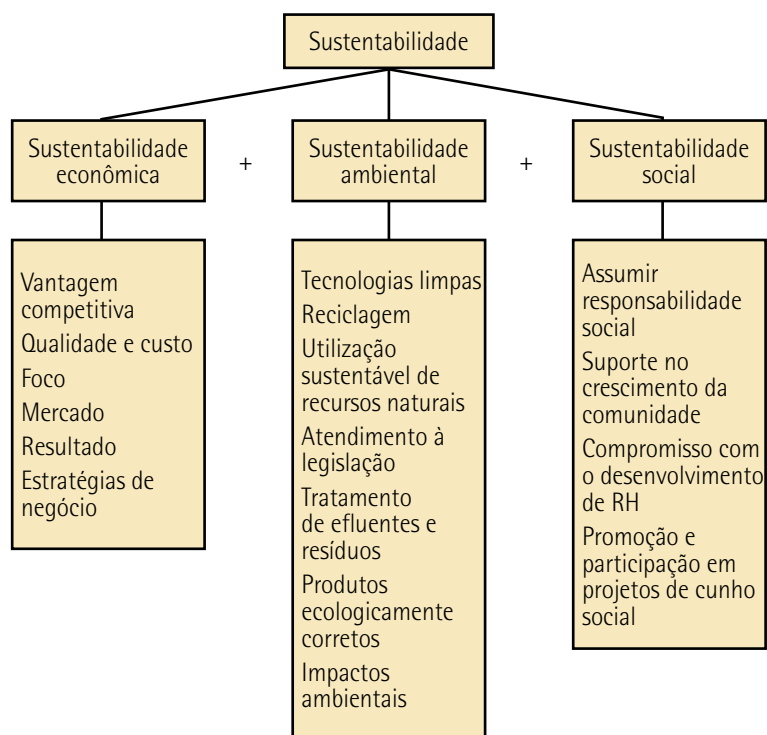 Sustentabilidade
Sustentabilidade
econômica
+
Sustentabilidade
ambiental
+
Sustentabilidade
social
Vantagem
competitiva
Qualidade e custo
Foco
Mercado
Resultado
Estratégias de
negócio
Tecnologias limpas
Reciclagem
Utilização
sustentável de
recursos naturais
Atendimento à
legislação
Tratamento
de efluentes e
resíduos
Produtos
ecologicamente
corretos
Impactos
ambientais
Assumir
responsabilidade
social
Suporte no
crescimento da
comunidade
Compromisso com
o desenvolvimento
de RH
Promoção e
participação em
projetos de cunho
social